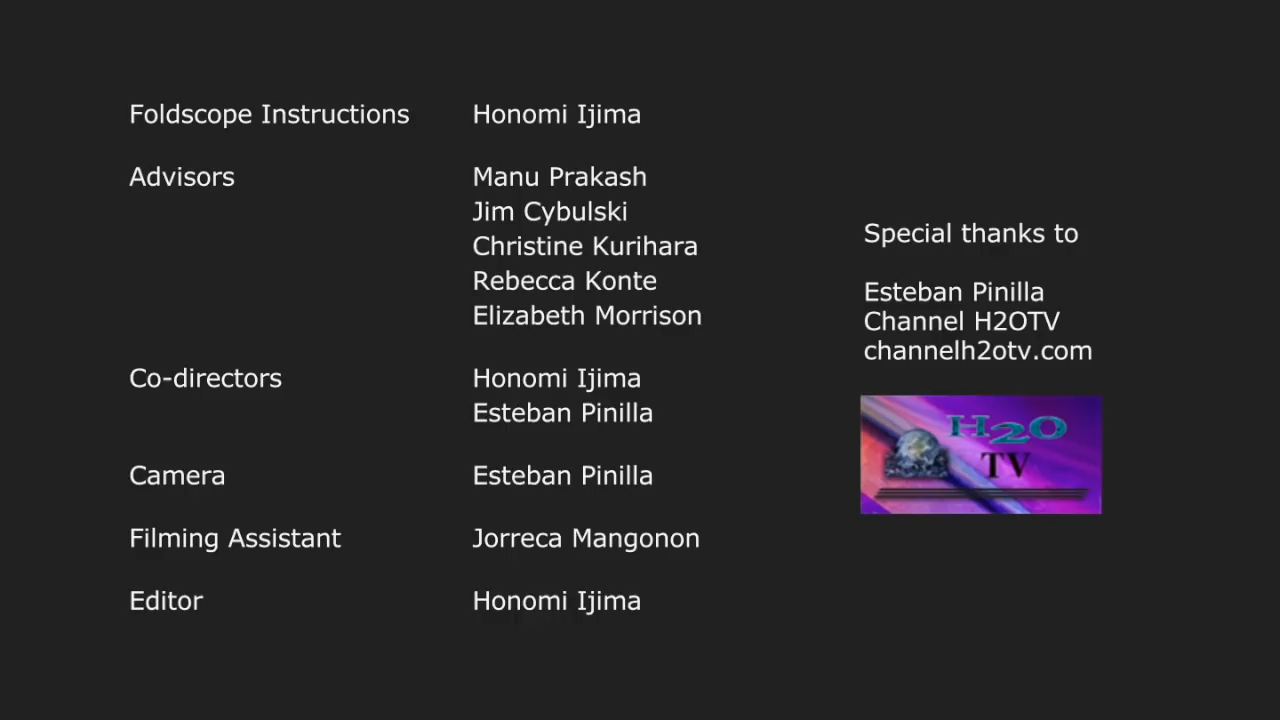 Foldscope Instructions Honomi Ijima
Advisors Manu Prakash
Jim Cybulski
Christine Kurihara
Rebecca Konte
Elizabeth Morrison
Co-directors Honomi Ijima
Esteban Pinilla
Camera Esteban Pinilla
Filming Assistant Jorreca Mangonon
Editor Honomi Ijima
Special thanks to
Esteban Pinilla
Channel H2OTV
channelh2otv.com
H2O
TV